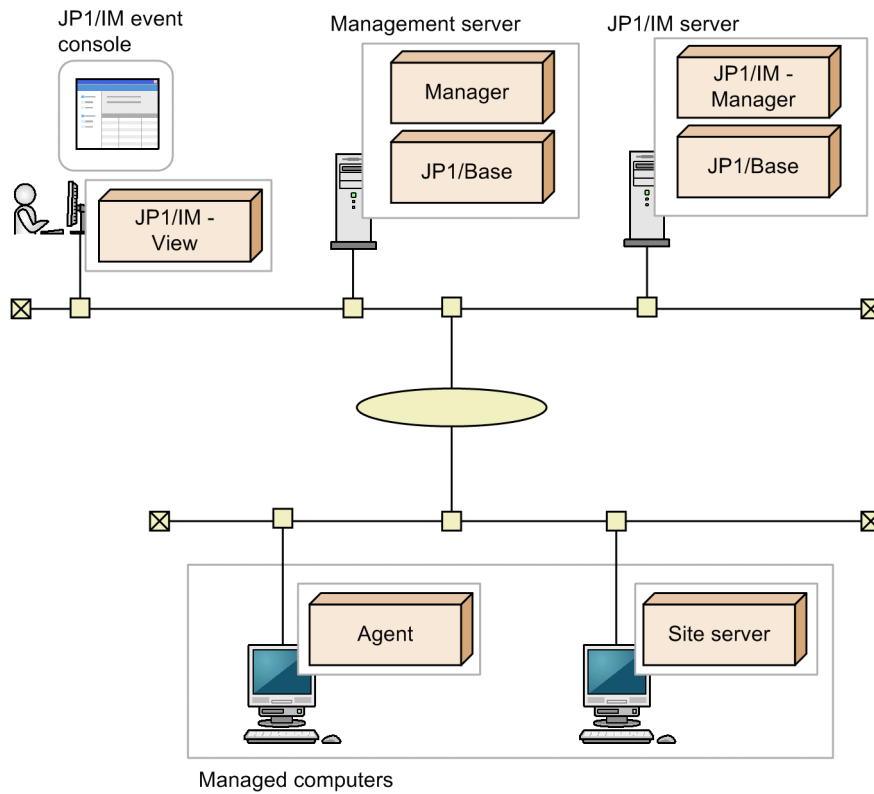 JP1/IM event
console
Management server
JP1/IM server
Manager
JP1/Base
JP1/IM -
Manager
JP1/Base
JP1/IM -
View
Agent
Site server
Managed computers